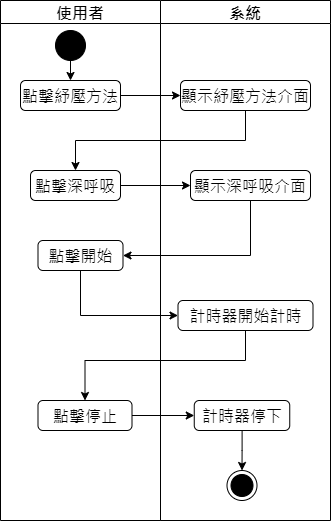 使用者
系統
點擊紓壓方法
顯示紓壓方法介面
點擊深呼吸
顯示深呼吸介面
點擊開始
計時器開始計時
點擊停止
計時器停下